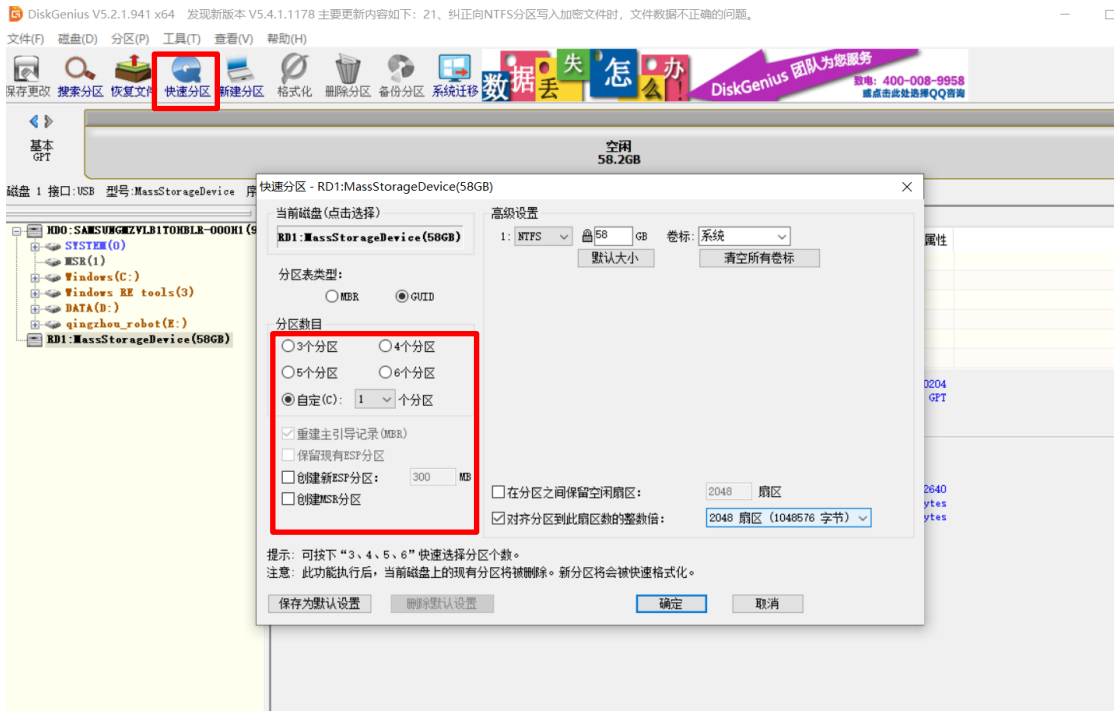 DiskGenius V5.2.1.941 x64 发现新版本 V5.4.1.1178 主要更新内容如下：21、纠正向NTFS分区写入加密文件时，文件数据不正确的问题。
文件(F) 磁盘(D) 分区(P) 工具(T) 查看(V) 帮助(H)
保存更改 搜索分区 恢复文件 快速分区 新建分区 格式化 删除分区 备份分区 系统迁移
数据丢失怎么办!
DiskGenius 团队为您服务
致电：400-008-9958
或点击此处选择QQ咨询
基本
GPT
空闲
58.2GB
磁盘 1 接口:USB 型号:MassStorageDevice 序
HD0:SAMSUNGMZVLB1T0HBLR-000H1(9
SYSTEM(0)
MSR(1)
Windows(C:)
Windows RE tools(3)
DATA(D:)
qingzhou_robot(E:)
RD1:MassStorageDevice(58GB)
快速分区 - RD1:MassStorageDevice(58GB)
当前磁盘(点击选择)
RD1:MassStorageDevice(58GB)
分区表类型：
MBR GUID
分区数目
3个分区 4个分区
5个分区 6个分区
自定(C)： 1 个分区
重建主引导记录(MBR)
保留现有ESP分区
创建新ESP分区： 300 MB
创建MSR分区
高级设置
1: NTFS 58 GB 卷标: 系统
默认大小 清空所有卷标
在分区之间保留空闲扇区： 2048 扇区
对齐分区到此扇区数的整数倍： 2048 扇区 (1048576 字节)
提示：可按下“3、4、5、6”快速选择分区个数。
注意：此功能执行后，当前磁盘上的现有分区将被删除。新分区将会被快速格式化。
保存为默认设置 删除默认设置 确定 取消
属性
0204
GPT
2640
ytes
ytes